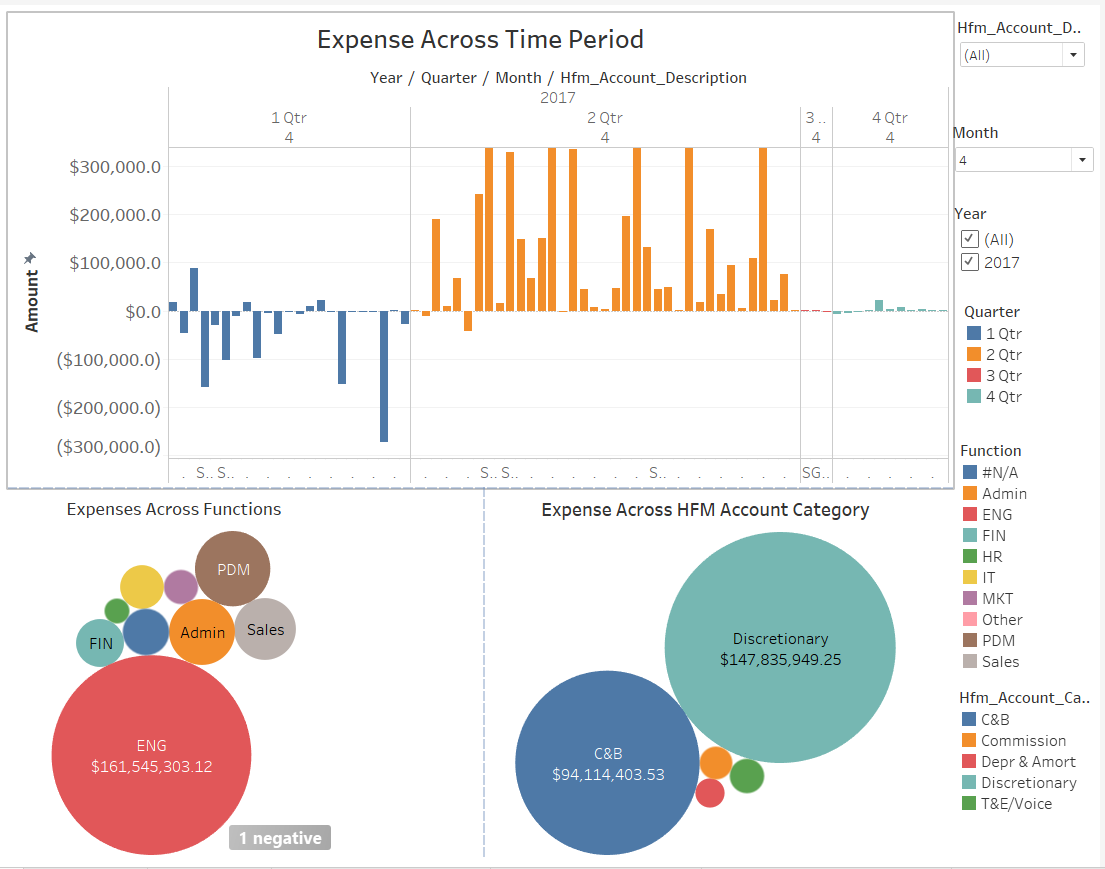 Expense Across Time Period
Year / Quarter / Month / Hfm_Account_Description
2017
1 Qtr 2 Qtr 3 .. 4 Qtr
4 4 4 4
$300,000.0
$200,000.0
$100,000.0
$0.0
($100,000.0)
($200,000.0)
($300,000.0)
Amount
. S.. S.. . . . . . . . . . . S.. S.. . . . . . . S.. . . . . . . SG.. . . . . .
Hfm_Account_D..
(All)
Month
4
Year
(All)
2017
Quarter
1 Qtr
2 Qtr
3 Qtr
4 Qtr
Function
#N/A
Admin
ENG
FIN
HR
IT
MKT
Other
PDM
Sales
Hfm_Account_Ca..
C&B
Commission
Depr & Amort
Discretionary
T&E/Voice
Expenses Across Functions
PDM
FIN
Admin
Sales
ENG
$161,545,303.12
1 negative
Expense Across HFM Account Category
Discretionary
$147,835,949.25
C&B
$94,114,403.53